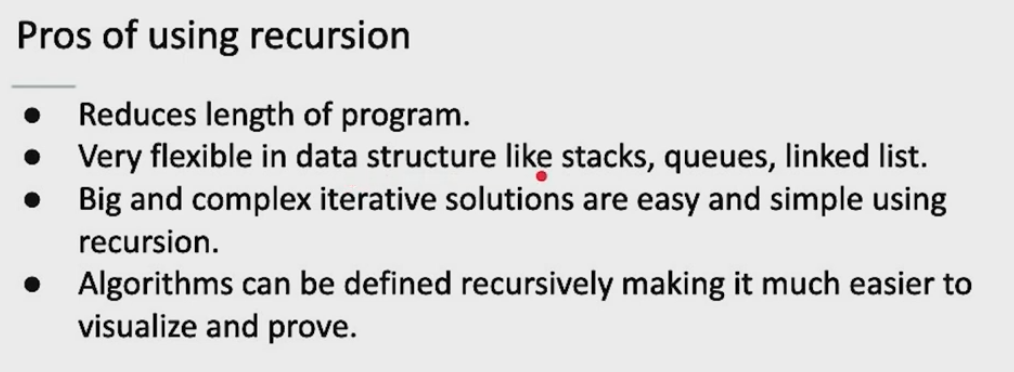 Pros of using recursion
● Reduces length of program.
● Very flexible in data structure like stacks, queues, linked list.
● Big and complex iterative solutions are easy and simple using
recursion.
● Algorithms can be defined recursively making it much easier to
visualize and prove.